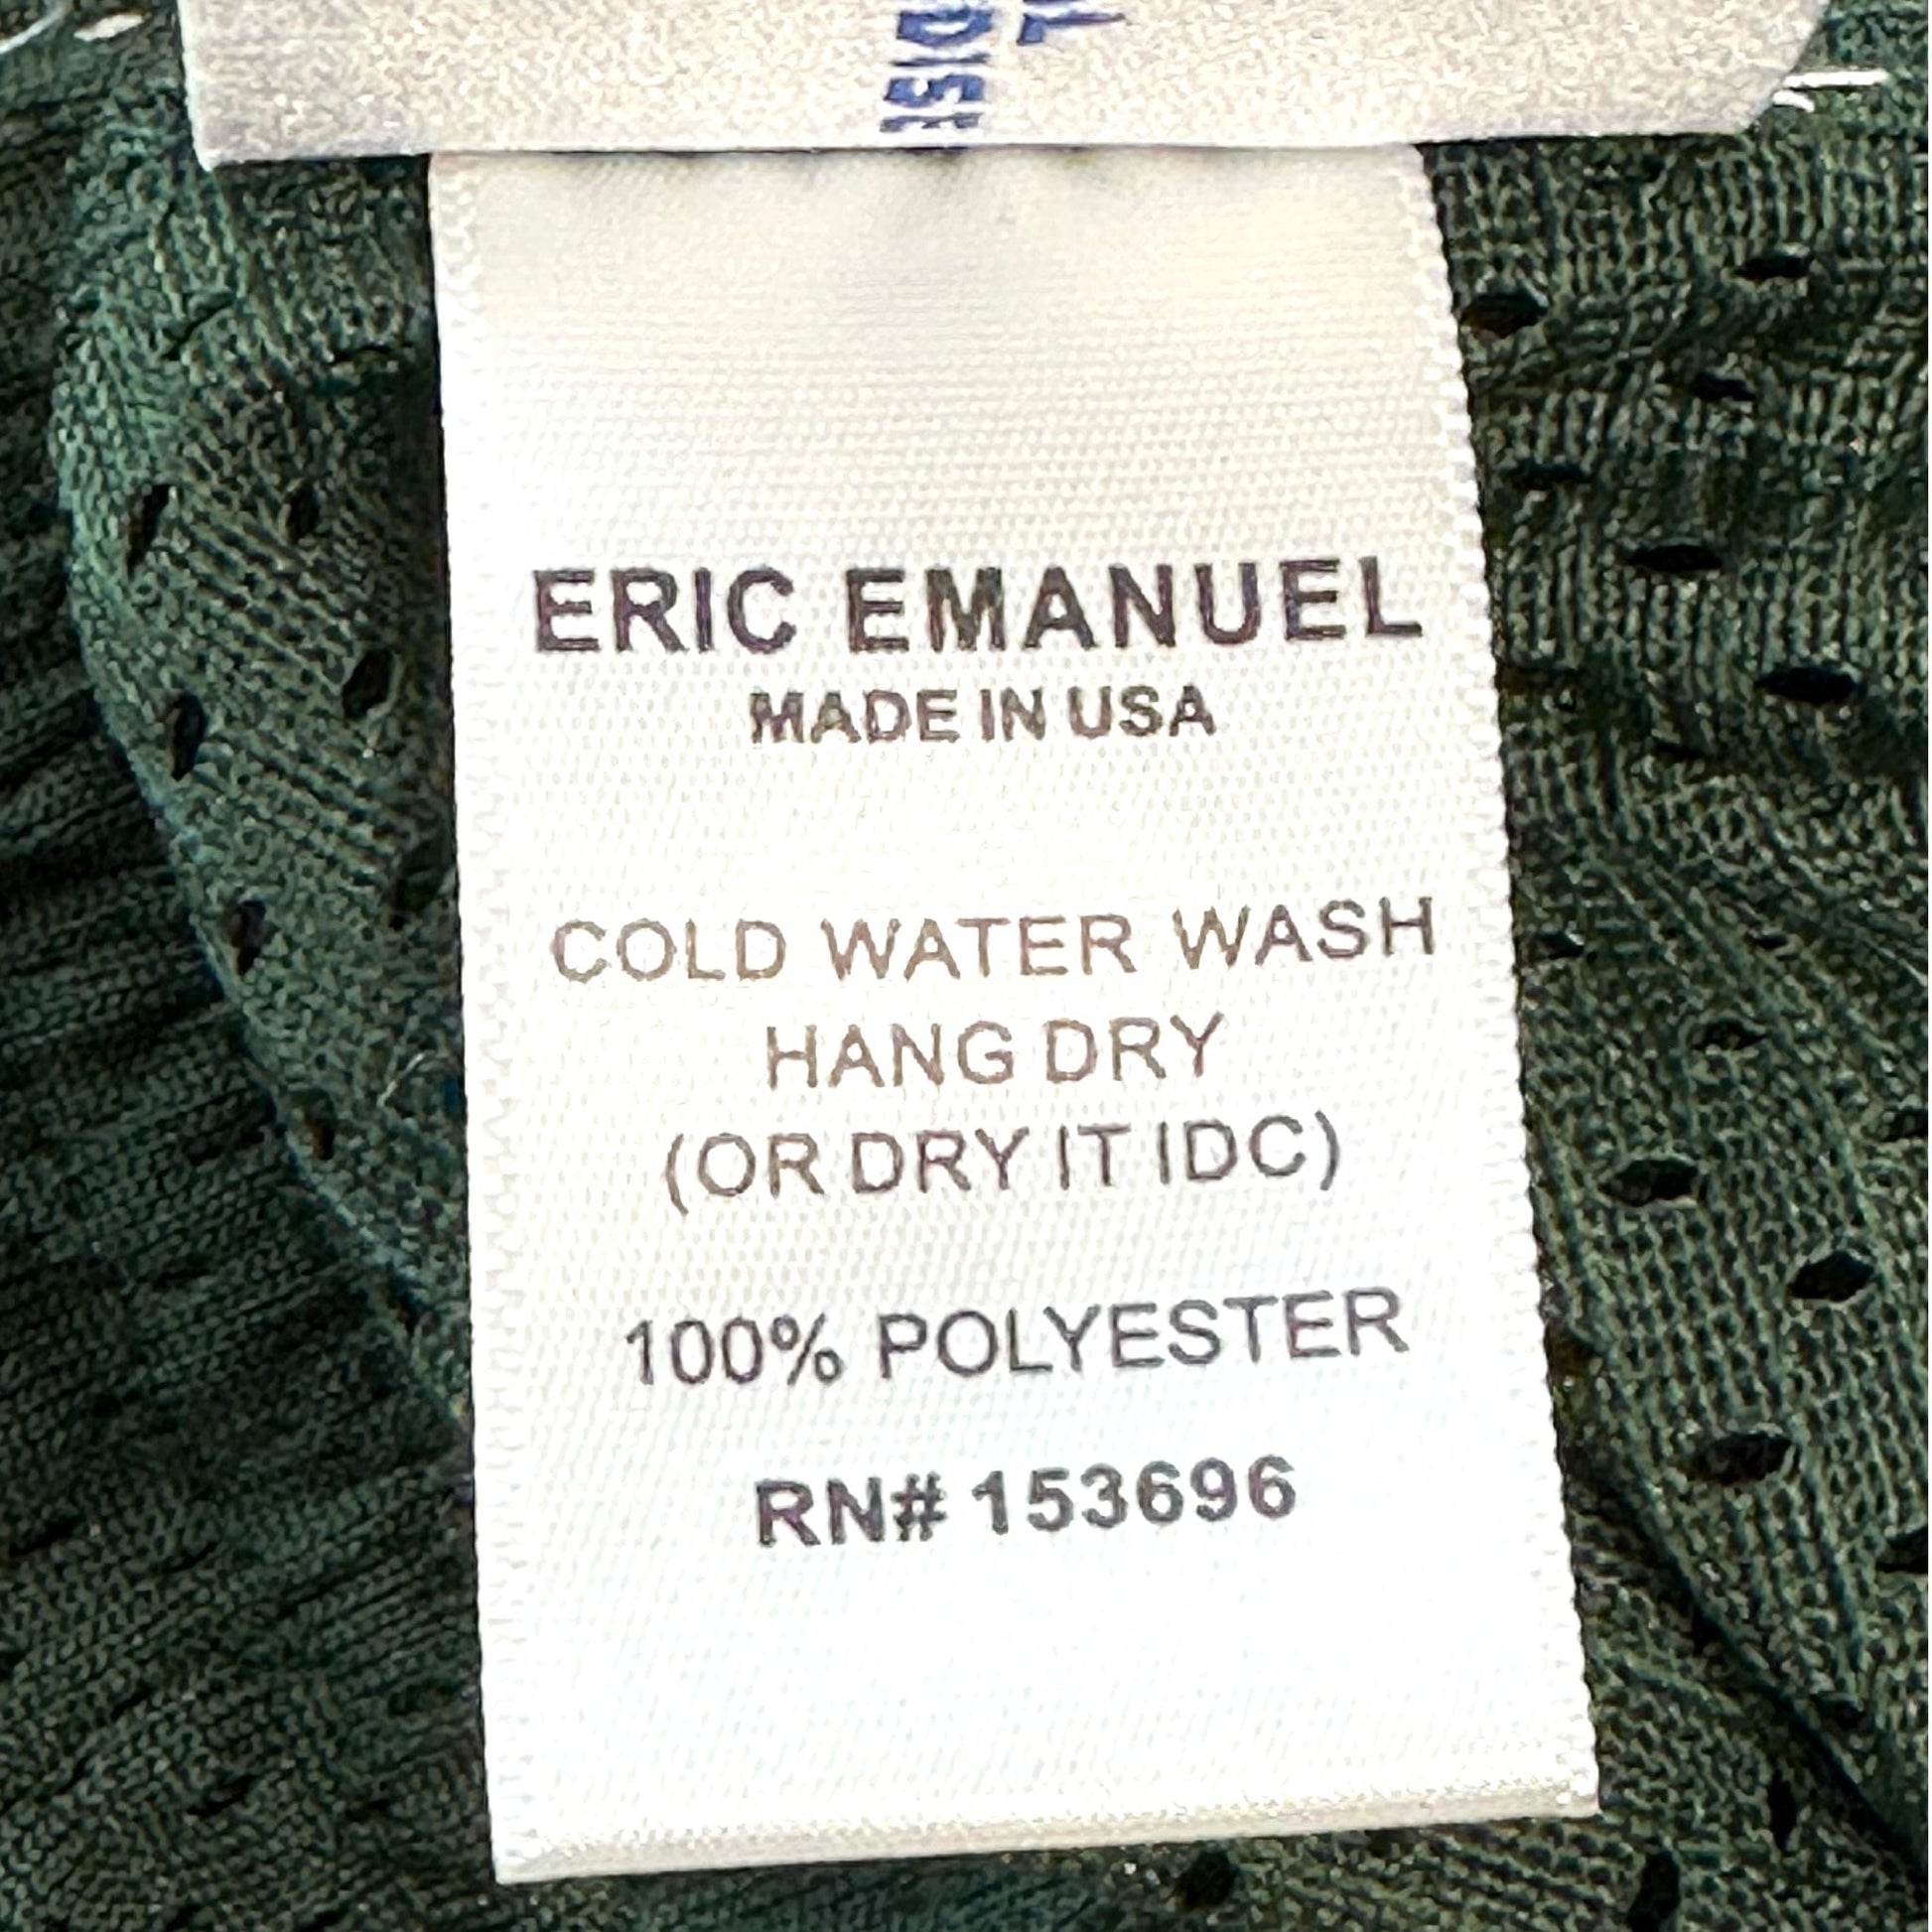 ERIC EMANUEL
MADE IN USA
COLD WATER WASH
HANG DRY
(OR DRY IT IDC)
100% POLYESTER
RN# 153696